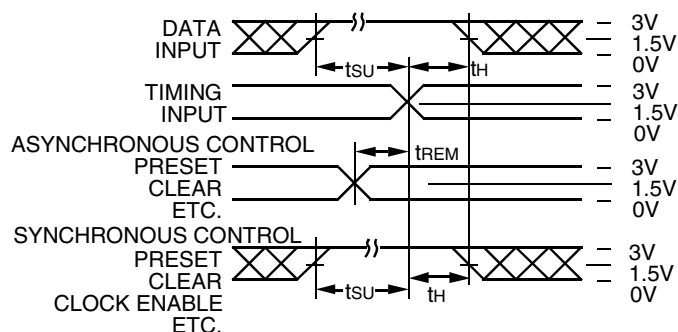 DATA
INPUT
tSU
tH
3V
1.5V
0V
TIMING
INPUT
3V
1.5V
0V
ASYNCHRONOUS CONTROL
PRESET
CLEAR
ETC.
tREM
3V
1.5V
0V
SYNCHRONOUS CONTROL
PRESET
CLEAR
CLOCK ENABLE
ETC.
tSU
tH
3V
1.5V
0V